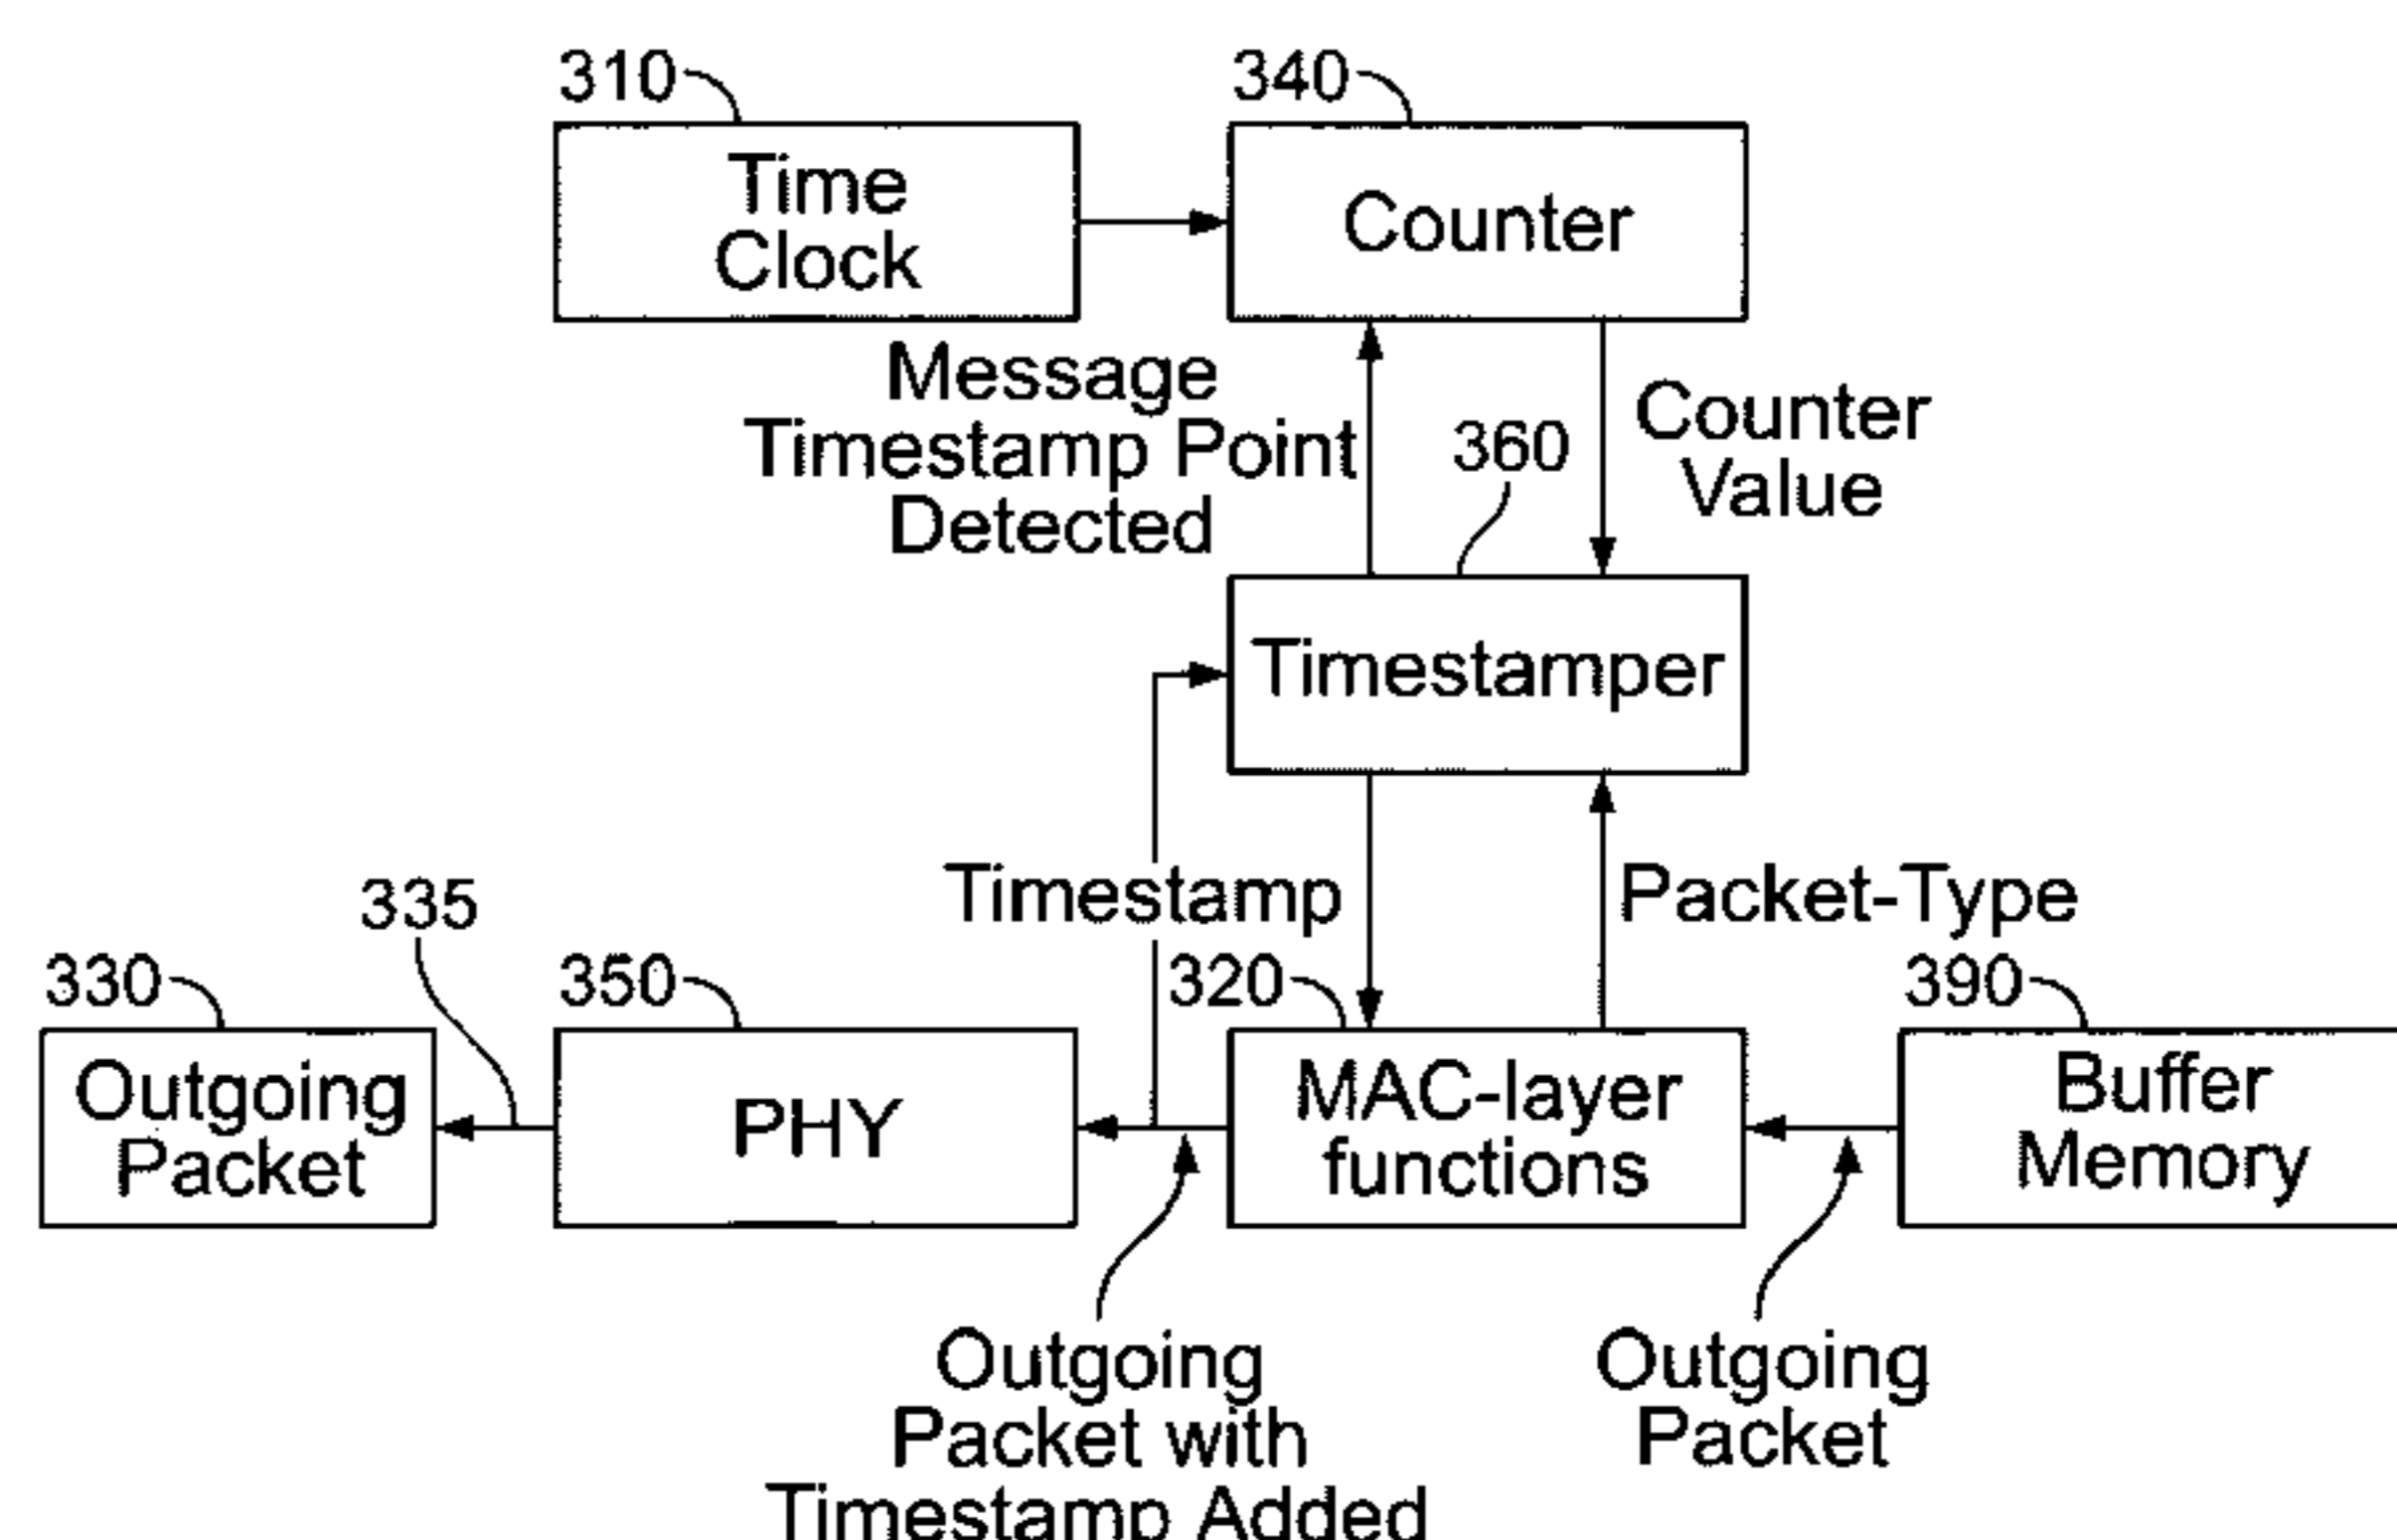 310
340
Time
Clock
Counter
Message
Timestamp Point
Detected
360
Counter
Value
Timestamper
Timestamp
Packet-Type
335
330
350
320
390
Outgoing
Packet
PHY
MAC-layer
functions
Buffer
Memory
Outgoing
Packet with
Timestamp Added
Outgoing
Packet